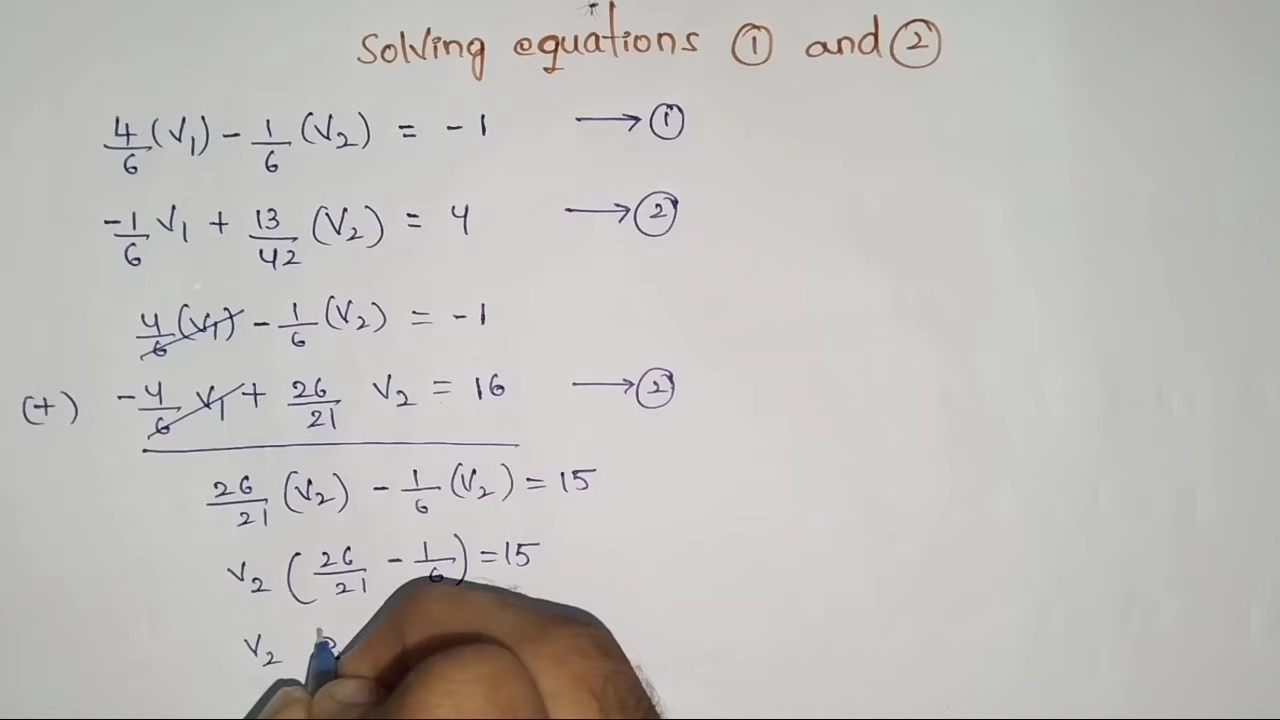 Solving equations ① and ②
4/6 (V₁) - 1/6 (V₂) = -1 → ①
-1/6 V₁ + 13/42 (V₂) = 4 → ②
4/6 (V₁) - 1/6 (V₂) = -1
(+) -4/6 V₁ + 26/21 V₂ = 16 → ②
26/21 (V₂) - 1/6 (V₂) = 15
V₂ (26/21 - 1/6) = 15
V₂